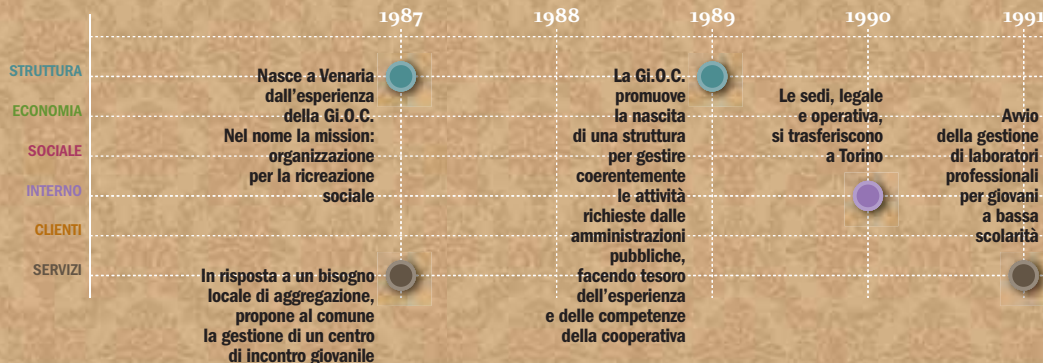 1987
1988
1989
1990
1991
STRUTTURA
ECONOMIA
SOCIALE
INTERNO
CLIENTI
SERVIZI
Nasce a Venaria
dall'esperienza
della Gi.O.C.
Nel nome la mission:
organizzazione
per la ricreazione
sociale
In risposta a un bisogno
locale di aggregazione,
propone al comune
la gestione di un centro
di incontro giovanile
La Gi.O.C.
promuove
la nascita
di una struttura
per gestire
coerentemente
le attività
richieste dalle
amministrazioni
pubbliche,
facendo tesoro
dell'esperienza
e delle competenze
della cooperativa
Le sedi, legale
e operativa,
si trasferiscono
a Torino
Avvio
della gestione
di laboratori
professionali
per giovani
a bassa
scolarità